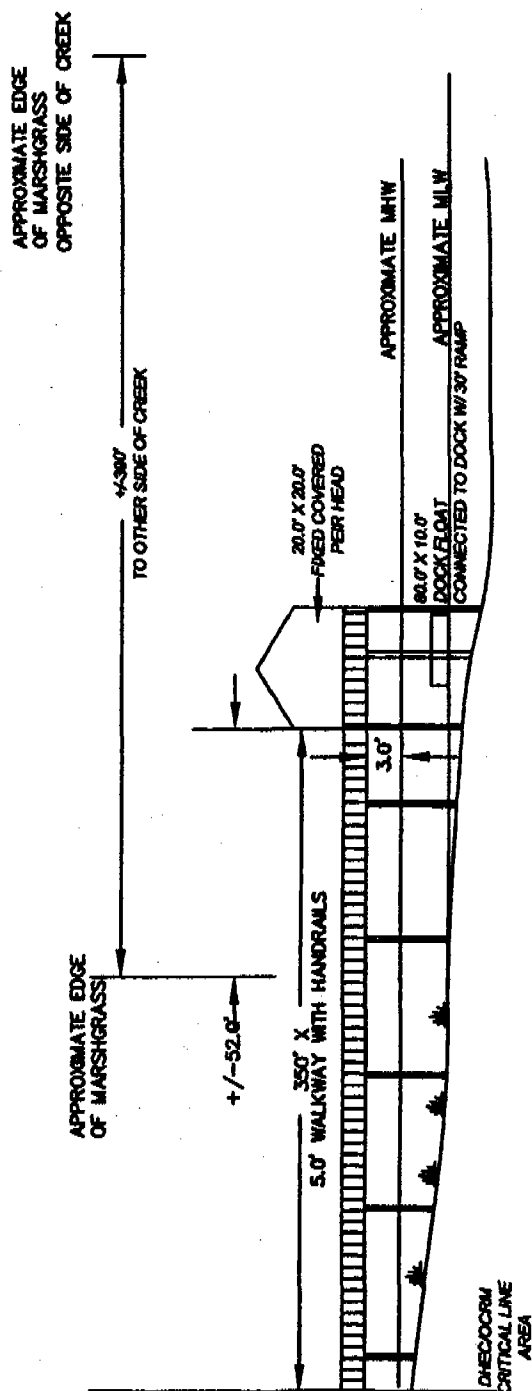 APPROXIMATE EDGE
OF MARSHGRASS
OPPOSITE SIDE OF CREEK
+/-390'
TO OTHER SIDE OF CREEK
APPROXIMATE EDGE
OF MARSHGRASS
+/-52.0'
350' X
5.0' WALKWAY WITH HANDRAILS
20.0' X 20.0'
FIXED COVERED
PEIR HEAD
3.0'
APPROXIMATE MHW
APPROXIMATE MLW
80.0' X 10.0'
DOCK FLOAT
CONNECTED TO DOCK W/30' RAMP
DHEC/OCRM
CRITICAL LINE
AREA